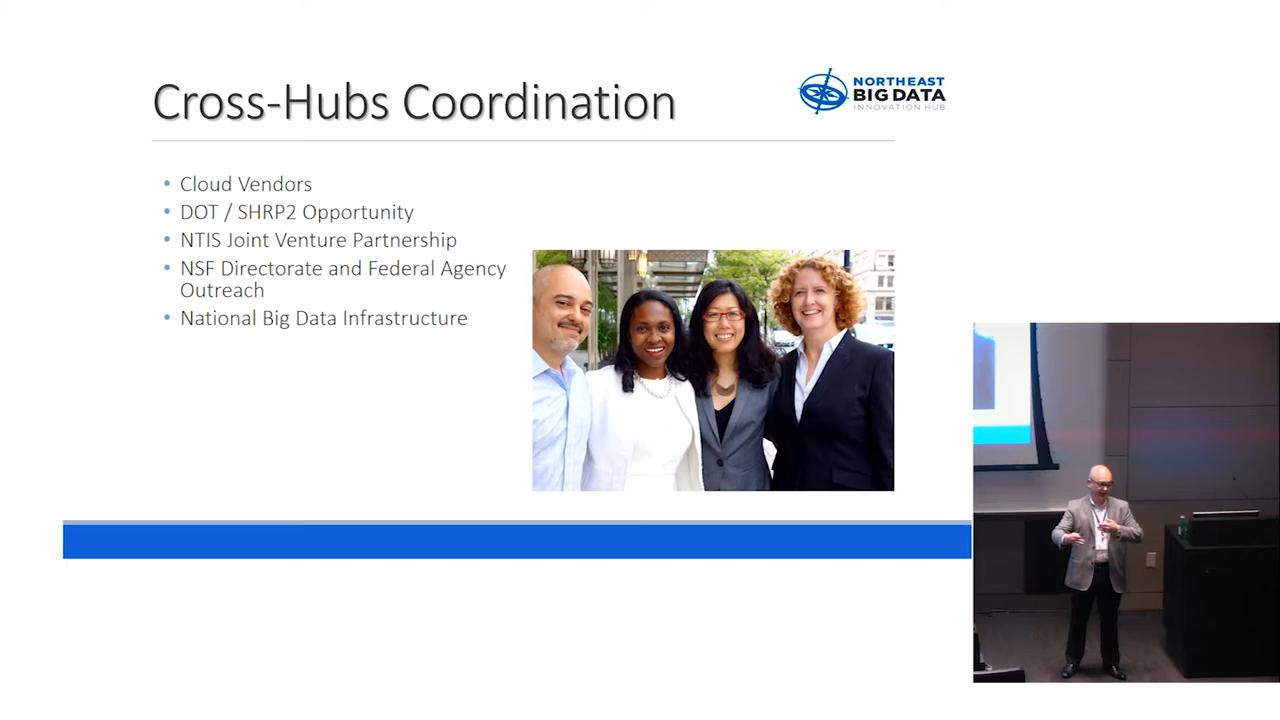 Cross-Hubs Coordination
NORTHEAST
BIG DATA
INNOVATION HUB
• Cloud Vendors
• DOT / SHRP2 Opportunity
• NTIS Joint Venture Partnership
• NSF Directorate and Federal Agency
Outreach
• National Big Data Infrastructure